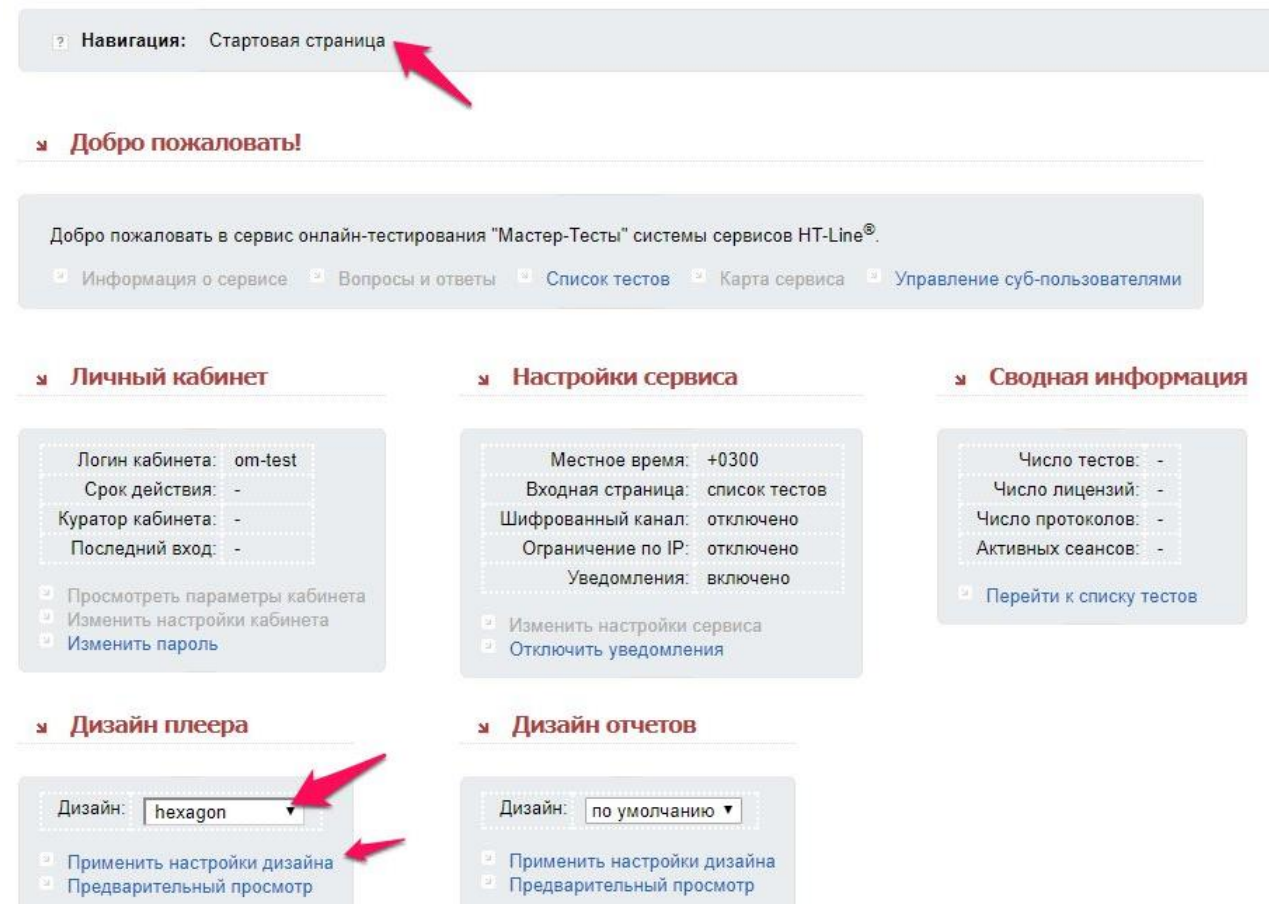 ? Навигация: Стартовая страница
Добро пожаловать!
Добро пожаловать в сервис онлайн-тестирования "Мастер-Тесты" системы сервисов HT-Line®.
Информация о сервисе Вопросы и ответы Список тестов Карта сервиса Управление суб-пользователями
Личный кабинет
Логин кабинета: om-test
Срок действия: -
Куратор кабинета: -
Последний вход: -
Просмотреть параметры кабинета
Изменить настройки кабинета
Изменить пароль
Настройки сервиса
Местное время: +0300
Входная страница: список тестов
Шифрованный канал: отключено
Ограничение по IP: отключено
Уведомления: включено
Изменить настройки сервиса
Отключить уведомления
Сводная информация
Число тестов: -
Число лицензий: -
Число протоколов: -
Активных сеансов: -
Перейти к списку тестов
Дизайн плеера
Дизайн: hexagon
Применить настройки дизайна
Предварительный просмотр
Дизайн отчетов
Дизайн: по умолчанию
Применить настройки дизайна
Предварительный просмотр